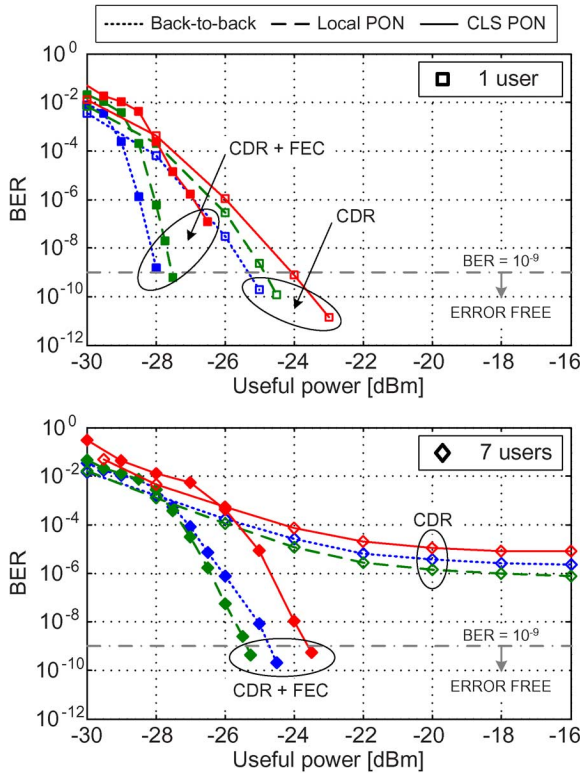 Back-to-back Local PON CLS PON
10^0
10^-2
10^-4
10^-6
10^-8
10^-10
10^-12
BER
1 user
CDR + FEC
CDR
BER = 10^-9
ERROR FREE
-30 -28 -26 -24 -22 -20 -18 -16
Useful power [dBm]
10^0
10^-2
10^-4
10^-6
10^-8
10^-10
10^-12
BER
7 users
CDR
BER = 10^-9
CDR + FEC
ERROR FREE
-30 -28 -26 -24 -22 -20 -18 -16
Useful power [dBm]